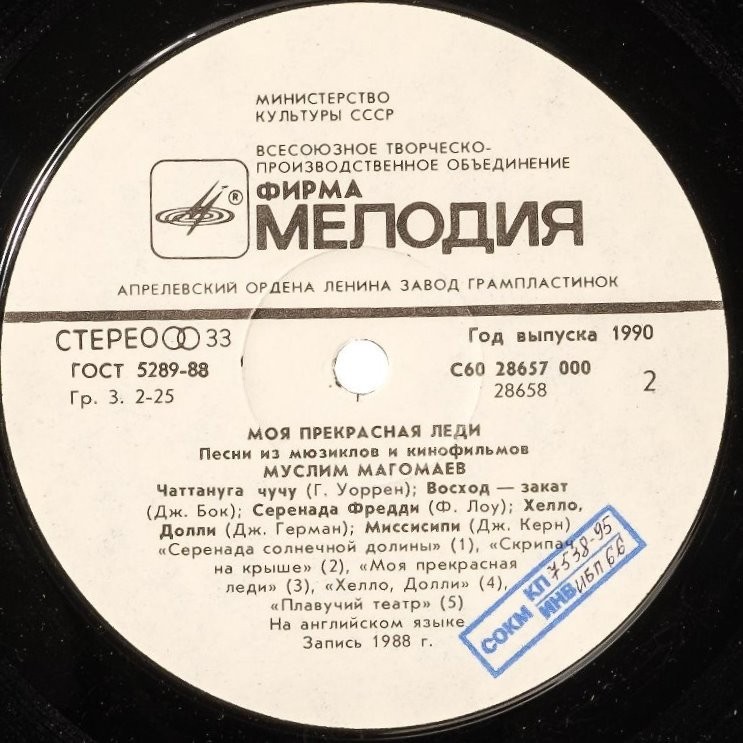 МИНИСТЕРСТВО
КУЛЬТУРЫ СССР
ВСЕСОЮЗНОЕ ТВОРЧЕСКО-
ПРОИЗВОДСТВЕННОЕ ОБЪЕДИНЕНИЕ
®
ФИРМА
МЕЛОДИЯ
АПРЕЛЕВСКИЙ ОРДЕНА ЛЕНИНА ЗАВОД ГРАМПЛАСТИНОК
СТЕРЕО 33
Год выпуска 1990
ГОСТ 5289-88
С60 28657 000
Гр. 3. 2-25
28658
2
МОЯ ПРЕКРАСНАЯ ЛЕДИ
Песни из мюзиклов и кинофильмов
МУСЛИМ МАГОМАЕВ
Чаттануга чучу (Г. Уоррен); Восход — закат
(Дж. Бок); Серенада Фредди (Ф. Лоу); Хелло,
Долли (Дж. Герман); Миссисипи (Дж. Керн)
«Серенада солнечной долины» (1), «Скрипач
на крыше» (2), «Моя прекрасная
леди» (3), «Хелло, Долли» (4),
«Плавучий театр» (5)
На английском языке
Запись 1988 г.
СОКМ КП 7538-95
ИНВ ИБП 66